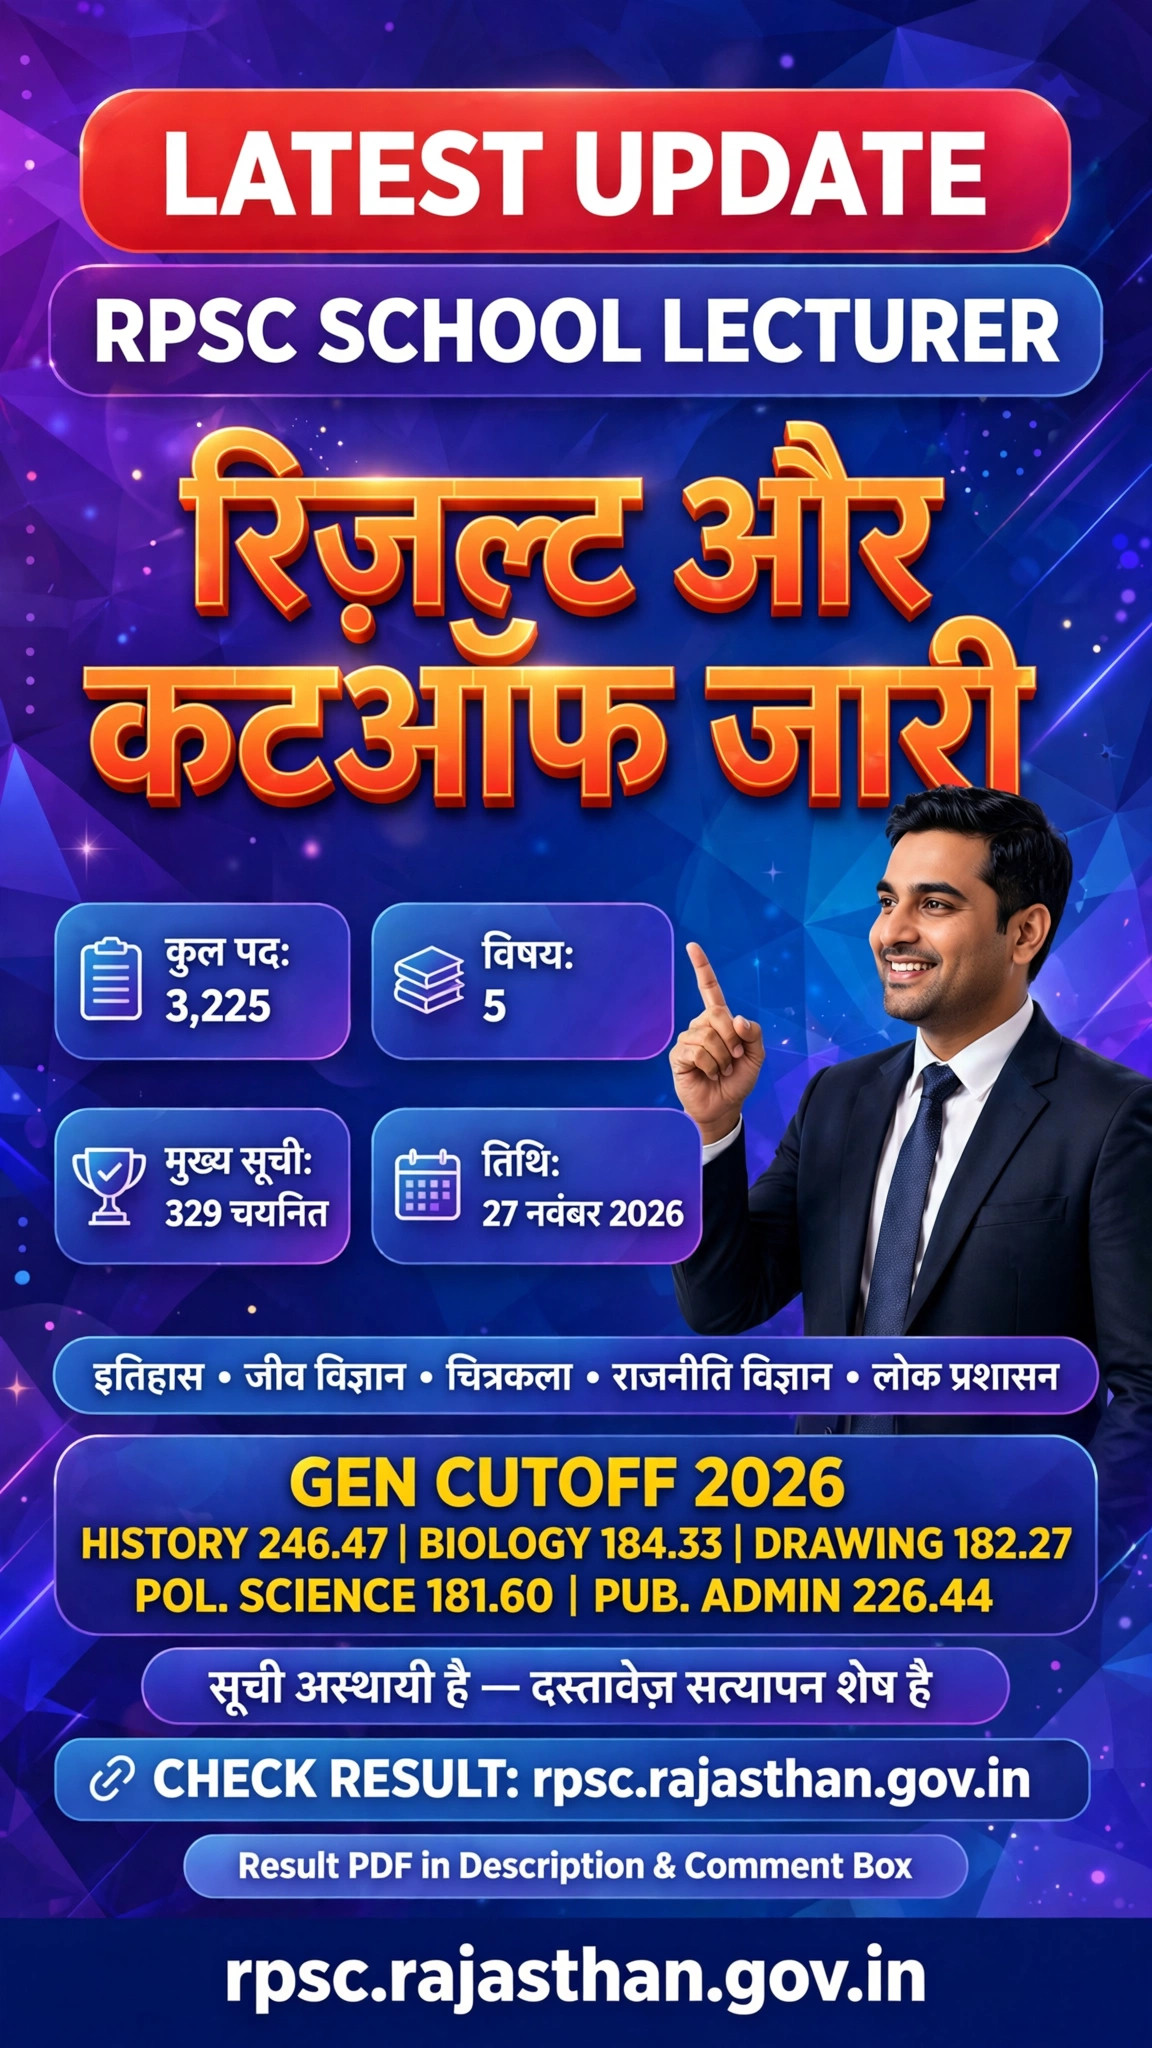 LATEST UPDATE
RPSC SCHOOL LECTURER
रिज़ल्ट और
कटऑफ जारी
कुल पद:
3,225
विषय:
5
मुख्य सूची:
329 चयनित
तिथि:
27 नवंबर 2026
इतिहास • जीव विज्ञान • चित्रकला • राजनीति विज्ञान • लोक प्रशासन
GEN CUTOFF 2026
HISTORY 246.47 | BIOLOGY 184.33 | DRAWING 182.27
POL. SCIENCE 181.60 | PUB. ADMIN 226.44
सूची अस्थायी है — दस्तावेज़ सत्यापन शेष है
CHECK RESULT: rpsc.rajasthan.gov.in
Result PDF in Description & Comment Box
rpsc.rajasthan.gov.in